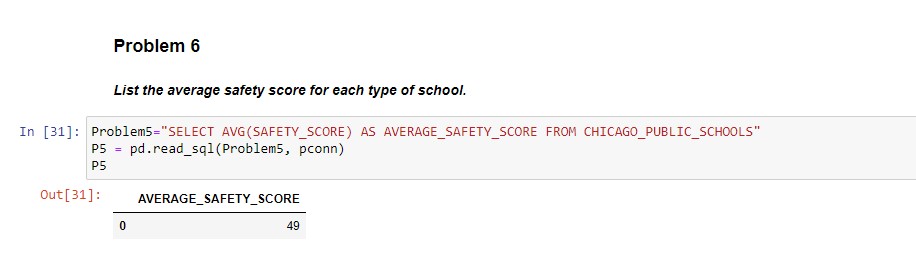 Problem 6
List the average safety score for each type of school.
In [31]: Problem5="SELECT AVG(SAFETY_SCORE) AS AVERAGE_SAFETY_SCORE FROM CHICAGO_PUBLIC_SCHOOLS"
P5 = pd.read_sql(Problem5, pconn)
P5
Out[31]:
AVERAGE_SAFETY_SCORE
0 49